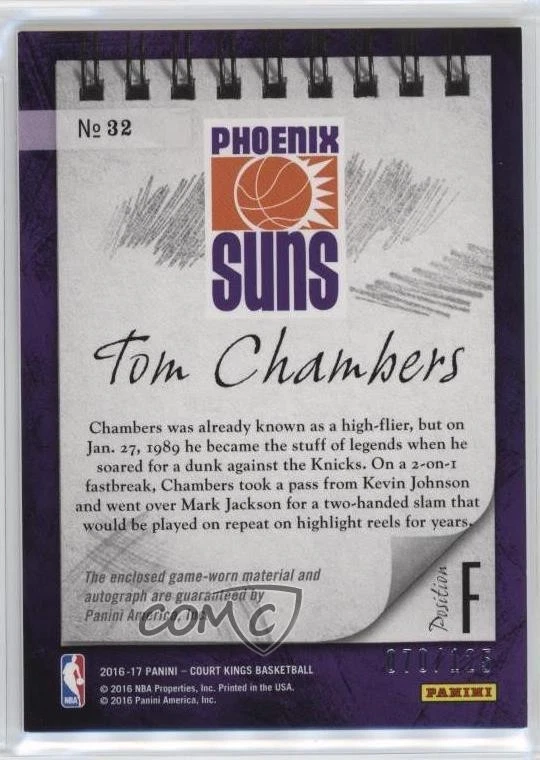 № 32
PHOENIX
SUNS
Tom Chambers
Chambers was already known as a high-flier, but on
Jan. 27, 1989 he became the stuff of legends when he
soared for a dunk against the Knicks. On a 2-on-1
fastbreak, Chambers took a pass from Kevin Johnson
and went over Mark Jackson for a two-handed slam that
would be played on repeat on highlight reels for years.
The enclosed game-worn material and
autograph are guaranteed by
Panini America, Inc.
COMC
Position
F
070/125
NBA
2016-17 PANINI – COURT KINGS BASKETBALL
© 2016 NBA Properties, Inc. Printed in the USA.
© 2016 Panini America, Inc.
PANINI